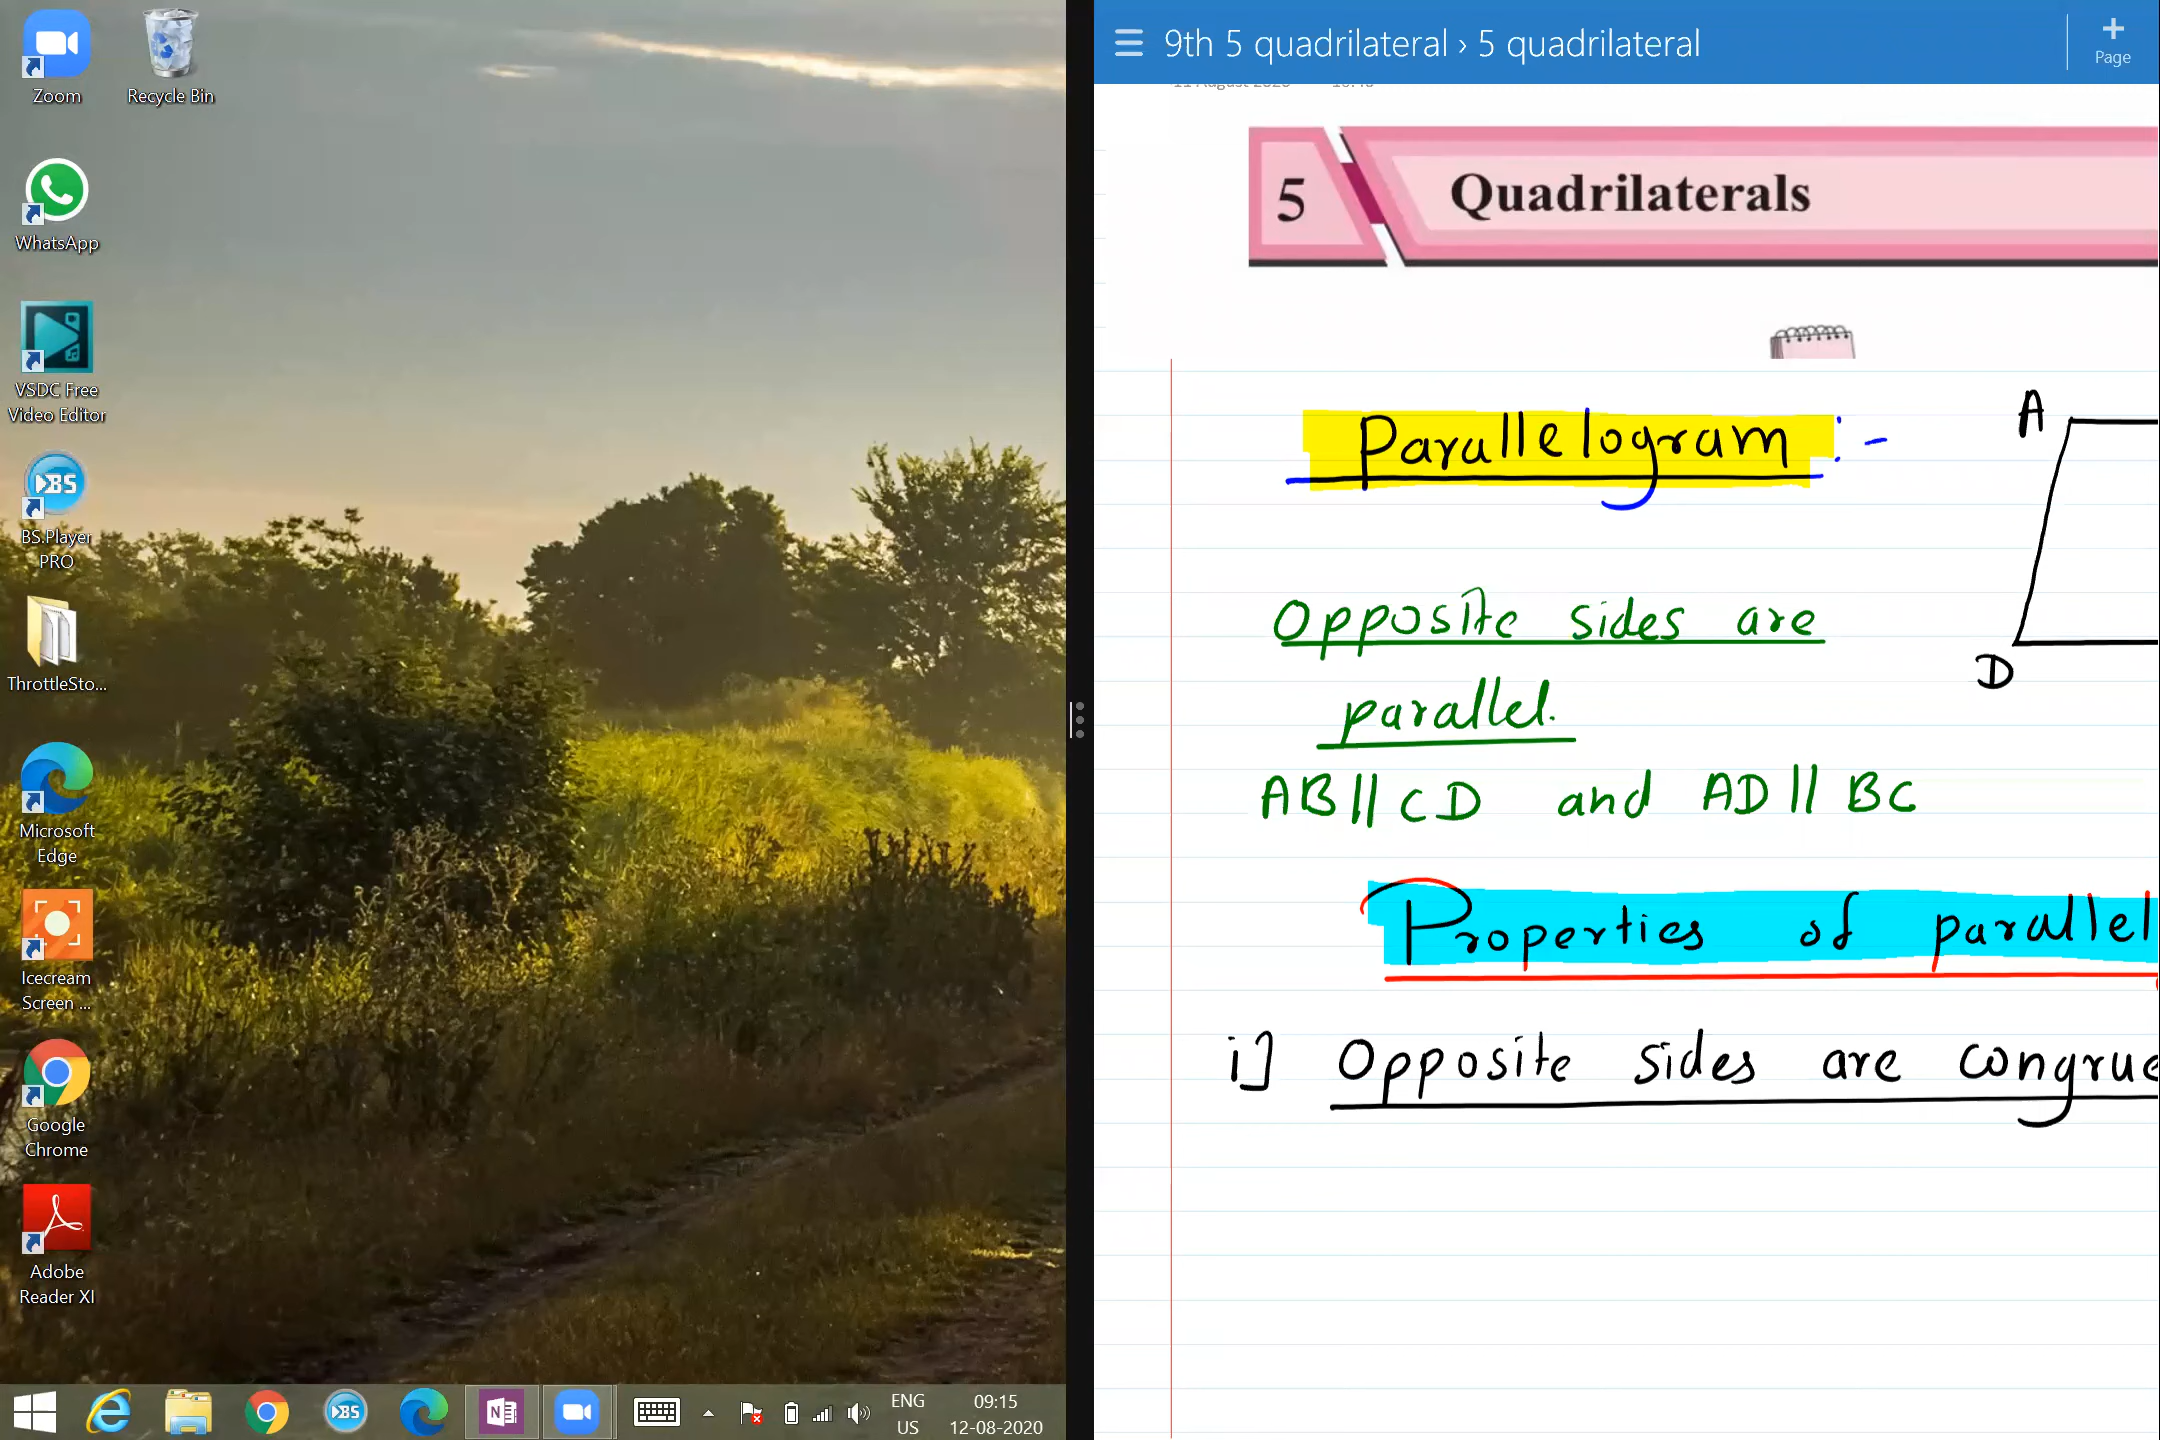 Zoom
Recycle Bin
WhatsApp
VSDC Free
Video Editor
BS.Player
PRO
ThrottleSto...
Microsoft
Edge
Icecream
Screen ...
Google
Chrome
Adobe
Reader XI
ENG
US
09:15
12-08-2020
9th 5 quadrilateral › 5 quadrilateral
+
Page
5 Quadrilaterals
Parallelogram :-
A
D
Opposite sides are
parallel.
AB || CD and AD || BC
Properties of parallel
i] Opposite sides are congrue